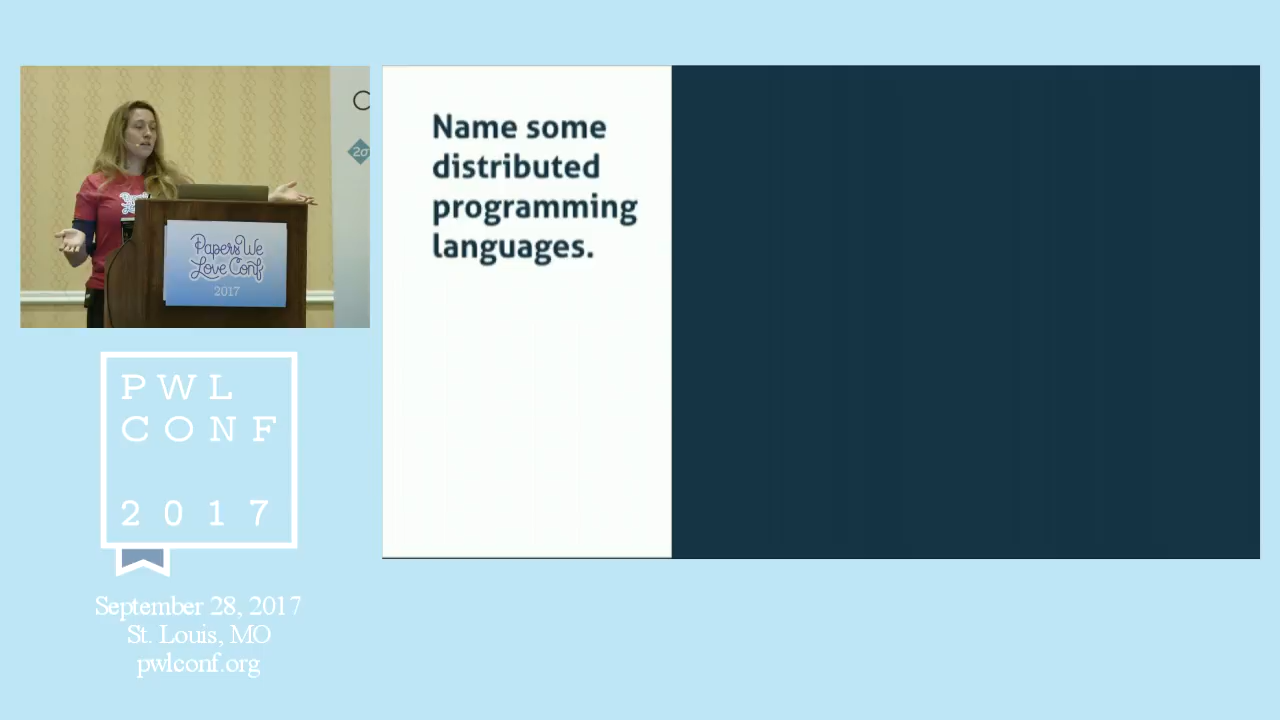 Name some
distributed
programming
languages.
2σ
Papers We
Love Conf
2017
PWL
CONF
2017
September 28, 2017
St. Louis, MO
pwlconf.org